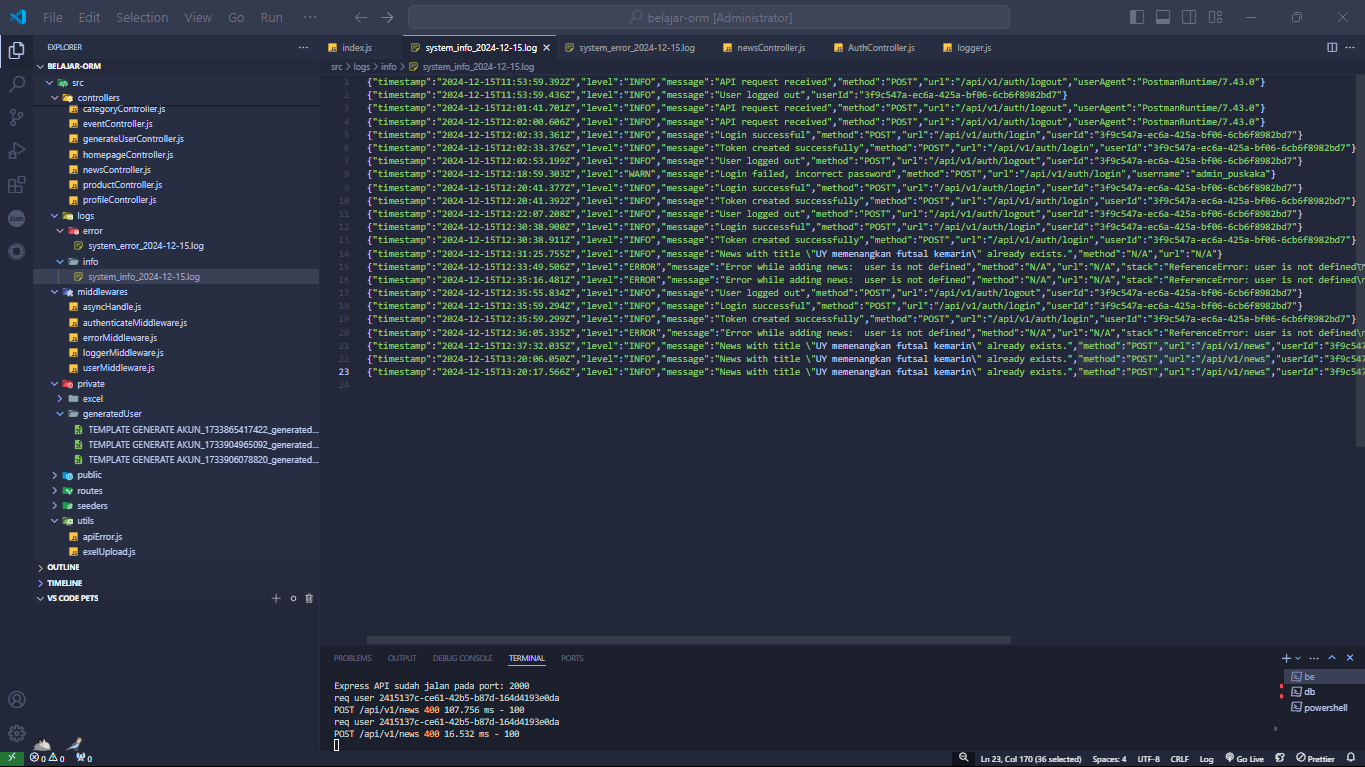 File Edit Selection View Go Run ··· belajar-orm [Administrator]
EXPLORER
BELAJAR-ORM
src
controllers
categoryController.js
eventController.js
generateUserController.js
homepageController.js
newsController.js
productController.js
profileController.js
logs
error
system_error_2024-12-15.log
info
system_info_2024-12-15.log
middlewares
asyncHandle.js
authenticateMiddleware.js
errorMiddleware.js
loggerMiddleware.js
userMiddleware.js
private
excel
generatedUser
TEMPLATE GENERATE AKUN_1733865417422_generated...
TEMPLATE GENERATE AKUN_1733904965092_generated...
TEMPLATE GENERATE AKUN_1733906078820_generated...
public
routes
seeders
utils
apiError.js
exelUpload.js
OUTLINE
TIMELINE
VS CODE PETS
index.js system_info_2024-12-15.log system_error_2024-12-15.log newsController.js AuthController.js logger.js
src > logs > info > system_info_2024-12-15.log
1 {"timestamp":"2024-12-15T11:53:59.392Z","level":"INFO","message":"API request received","method":"POST","url":"/api/v1/auth/logout","userAgent":"PostmanRuntime/7.43.0"}
2 {"timestamp":"2024-12-15T11:53:59.436Z","level":"INFO","message":"User logged out","userId":"3f9c547a-ec6a-425a-bf06-6cb6f8982bd7"}
3 {"timestamp":"2024-12-15T12:01:41.701Z","level":"INFO","message":"API request received","method":"POST","url":"/api/v1/auth/logout","userAgent":"PostmanRuntime/7.43.0"}
4 {"timestamp":"2024-12-15T12:02:00.606Z","level":"INFO","message":"API request received","method":"POST","url":"/api/v1/auth/logout","userAgent":"PostmanRuntime/7.43.0"}
5 {"timestamp":"2024-12-15T12:02:33.361Z","level":"INFO","message":"Login successful","method":"POST","url":"/api/v1/auth/login","userId":"3f9c547a-ec6a-425a-bf06-6cb6f8982bd7"}
6 {"timestamp":"2024-12-15T12:02:33.376Z","level":"INFO","message":"Token created successfully","method":"POST","url":"/api/v1/auth/login","userId":"3f9c547a-ec6a-425a-bf06-6cb6f8982bd7"}
7 {"timestamp":"2024-12-15T12:02:53.199Z","level":"INFO","message":"User logged out","method":"POST","url":"/api/v1/auth/logout","userId":"3f9c547a-ec6a-425a-bf06-6cb6f8982bd7"}
8 {"timestamp":"2024-12-15T12:18:59.303Z","level":"WARN","message":"Login failed, incorrect password","method":"POST","url":"/api/v1/auth/login","username":"admin_puskaka"}
9 {"timestamp":"2024-12-15T12:20:41.377Z","level":"INFO","message":"Login successful","method":"POST","url":"/api/v1/auth/login","userId":"3f9c547a-ec6a-425a-bf06-6cb6f8982bd7"}
10 {"timestamp":"2024-12-15T12:20:41.392Z","level":"INFO","message":"Token created successfully","method":"POST","url":"/api/v1/auth/login","userId":"3f9c547a-ec6a-425a-bf06-6cb6f8982bd7"}
11 {"timestamp":"2024-12-15T12:22:07.208Z","level":"INFO","message":"User logged out","method":"POST","url":"/api/v1/auth/logout","userId":"3f9c547a-ec6a-425a-bf06-6cb6f8982bd7"}
12 {"timestamp":"2024-12-15T12:30:38.900Z","level":"INFO","message":"Login successful","method":"POST","url":"/api/v1/auth/login","userId":"3f9c547a-ec6a-425a-bf06-6cb6f8982bd7"}
13 {"timestamp":"2024-12-15T12:30:38.911Z","level":"INFO","message":"Token created successfully","method":"POST","url":"/api/v1/auth/login","userId":"3f9c547a-ec6a-425a-bf06-6cb6f8982bd7"}
14 {"timestamp":"2024-12-15T12:31:25.755Z","level":"INFO","message":"News with title \"UY memenangkan futsal kemarin\" already exists.","method":"N/A","url":"N/A"}
15 {"timestamp":"2024-12-15T12:33:49.506Z","level":"ERROR","message":"Error while adding news:  user is not defined","method":"N/A","url":"N/A","stack":"ReferenceError: user is not defined\n
16 {"timestamp":"2024-12-15T12:35:16.481Z","level":"ERROR","message":"Error while adding news:  user is not defined","method":"N/A","url":"N/A","stack":"ReferenceError: user is not defined\n
17 {"timestamp":"2024-12-15T12:35:55.834Z","level":"INFO","message":"User logged out","method":"POST","url":"/api/v1/auth/logout","userId":"3f9c547a-ec6a-425a-bf06-6cb6f8982bd7"}
18 {"timestamp":"2024-12-15T12:35:59.294Z","level":"INFO","message":"Login successful","method":"POST","url":"/api/v1/auth/login","userId":"3f9c547a-ec6a-425a-bf06-6cb6f8982bd7"}
19 {"timestamp":"2024-12-15T12:35:59.299Z","level":"INFO","message":"Token created successfully","method":"POST","url":"/api/v1/auth/login","userId":"3f9c547a-ec6a-425a-bf06-6cb6f8982bd7"}
20 {"timestamp":"2024-12-15T12:36:05.335Z","level":"ERROR","message":"Error while adding news:  user is not defined","method":"N/A","url":"N/A","stack":"ReferenceError: user is not defined\n
21 {"timestamp":"2024-12-15T12:37:32.035Z","level":"INFO","message":"News with title \"UY memenangkan futsal kemarin\" already exists.","method":"POST","url":"/api/v1/news","userId":"3f9c547
22 {"timestamp":"2024-12-15T13:20:06.050Z","level":"INFO","message":"News with title \"UY memenangkan futsal kemarin\" already exists.","method":"POST","url":"/api/v1/news","userId":"3f9c547
23 {"timestamp":"2024-12-15T13:20:17.566Z","level":"INFO","message":"News with title \"UY memenangkan futsal kemarin\" already exists.","method":"POST","url":"/api/v1/news","userId":"3f9c547
24
PROBLEMS OUTPUT DEBUG CONSOLE TERMINAL PORTS
Express API sudah jalan pada port: 2000
req user 2415137c-ce61-42b5-b87d-164d4193e0da
POST /api/v1/news 400 107.756 ms - 100
req user 2415137c-ce61-42b5-b87d-164d4193e0da
POST /api/v1/news 400 16.532 ms - 100
be
db
powershell
0 0 0 Ln 23, Col 170 (36 selected) Spaces: 4 UTF-8 CRLF Log Go Live Prettier